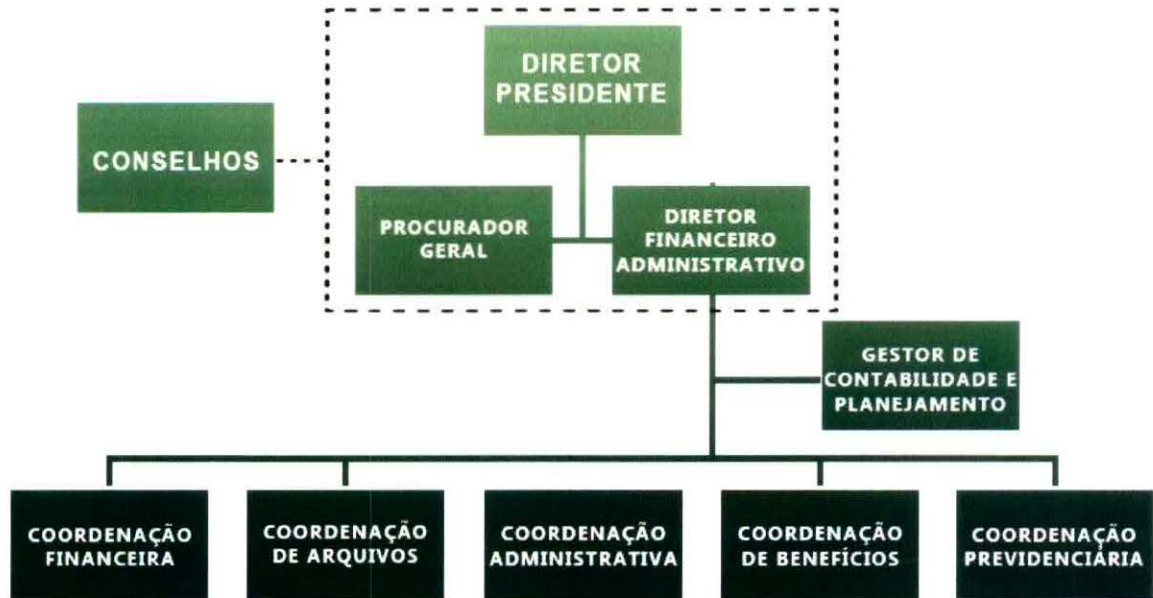 DIRETOR
PRESIDENTE
CONSELHOS
PROCURADOR
GERAL
DIRETOR
FINANCEIRO
ADMINISTRATIVO
GESTOR DE
CONTABILIDADE E
PLANEJAMENTO
COORDENAÇÃO
FINANCEIRA
COORDENAÇÃO
DE ARQUIVOS
COORDENAÇÃO
ADMINISTRATIVA
COORDENAÇÃO
DE BENEFÍCIOS
COORDENAÇÃO
PREVIDENCIÁRIA